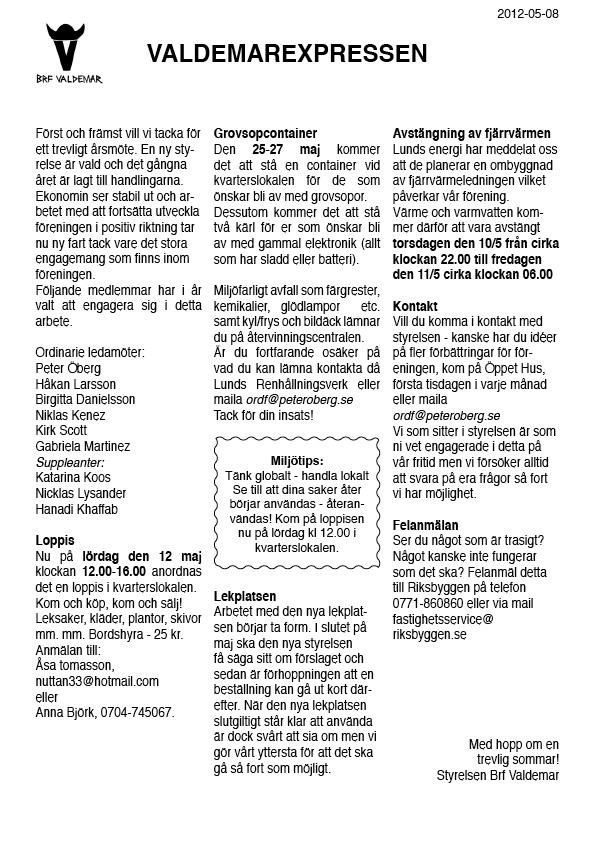 2012-05-08
BRF VALDEMAR
VALDEMAREXPRESSEN
Först och främst vill vi tacka för
ett trevligt årsmöte. En ny sty-
relse är vald och det gångna
året är lagt till handlingarna.
Ekonomin ser stabil ut och ar-
betet med att fortsätta utveckla
föreningen i positiv riktning tar
nu ny fart tack vare det stora
engagemang som finns inom
föreningen.
Följande medlemmar har i år
valt att engagera sig i detta
arbete.
Ordinarie ledamöter:
Peter Öberg
Håkan Larsson
Birgitta Danielsson
Niklas Kenez
Kirk Scott
Gabriela Martinez
Suppleanter:
Katarina Koos
Nicklas Lysander
Hanadi Khaffab
Loppis
Nu på lördag den 12 maj
klockan 12.00-16.00 anordnas
det en loppis i kvarterslokalen.
Kom och köp, kom och sälj!
Leksaker, kläder, plantor, skivor
mm. mm. Bordshyra - 25 kr.
Anmälan till:
Åsa tomasson,
nuttan33@hotmail.com
eller
Anna Björk, 0704-745067.
Grovsopcontainer
Den 25-27 maj kommer
det att stå en container vid
kvarterslokalen för de som
önskar bli av med grovsopor.
Dessutom kommer det att stå
två kärl för er som önskar bli
av med gammal elektronik (allt
som har sladd eller batteri).
Miljöfarligt avfall som färgrester,
kemikalier, glödlampor etc.
samt kyl/frys och bildäck lämnar
du på återvinningscentralen.
Är du fortfarande osäker på
vad du kan lämna kontakta då
Lunds Renhållningsverk eller
maila ordf@peteroberg.se
Tack för din insats!
Miljötips:
Tänk globalt - handla lokalt
Se till att dina saker åter
börjar användas - återan-
vändas! Kom på loppisen
nu på lördag kl 12.00 i
kvarterslokalen.
Lekplatsen
Arbetet med den nya lekplat-
sen börjar ta form. I slutet på
maj ska den nya styrelsen
få säga sitt om förslaget och
sedan är förhoppningen att en
beställning kan gå ut kort där-
efter. När den nya lekplatsen
slutgiltigt står klar att använda
är dock svårt att sia om men vi
gör vårt yttersta för att det ska
gå så fort som möjligt.
Avstängning av fjärrvärmen
Lunds energi har meddelat oss
att de planerar en ombyggnad
av fjärrvärmeledningen vilket
påverkar vår förening.
Värme och varmvatten kom-
mer därför att vara avstängt
torsdagen den 10/5 från cirka
klockan 22.00 till fredagen
den 11/5 cirka klockan 06.00
Kontakt
Vill du komma i kontakt med
styrelsen - kanske har du idéer
på fler förbättringar för för-
eningen, kom på Öppet Hus,
första tisdagen i varje månad
eller maila
ordf@peteroberg.se
Vi som sitter i styrelsen är som
ni vet engagerade i detta på
vår fritid men vi försöker alltid
att svara på era frågor så fort
vi har möjlighet.
Felanmälan
Ser du något som är trasigt?
Något kanske inte fungerar
som det ska? Felanmäl detta
till Riksbyggen på telefon
0771-860860 eller via mail
fastighetsservice@
riksbyggen.se
Med hopp om en
trevlig sommar!
Styrelsen Brf Valdemar